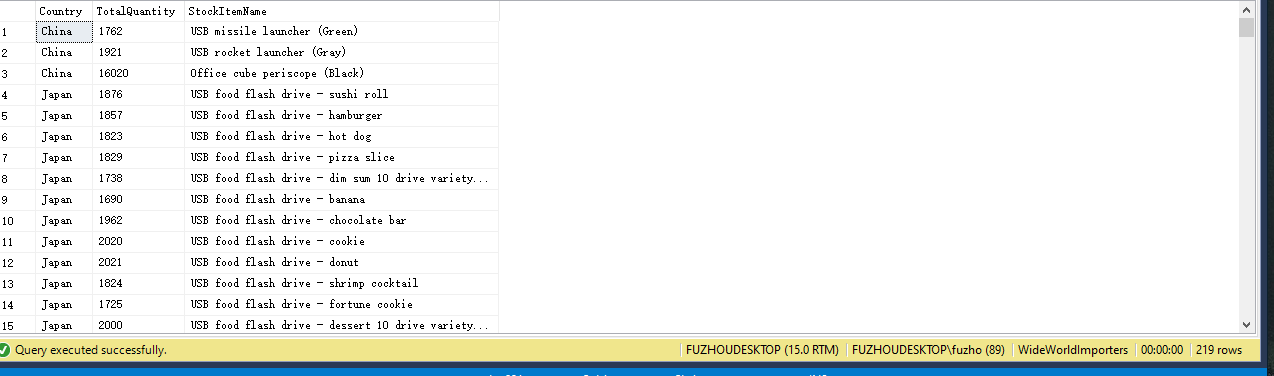 Country TotalQuantity StockItemName
1 China 1762 USB missile launcher (Green)
2 China 1921 USB rocket launcher (Gray)
3 China 16020 Office cube periscope (Black)
4 Japan 1876 USB food flash drive - sushi roll
5 Japan 1857 USB food flash drive - hamburger
6 Japan 1823 USB food flash drive - hot dog
7 Japan 1829 USB food flash drive - pizza slice
8 Japan 1738 USB food flash drive - dim sum 10 drive variety...
9 Japan 1690 USB food flash drive - banana
10 Japan 1962 USB food flash drive - chocolate bar
11 Japan 2020 USB food flash drive - cookie
12 Japan 2021 USB food flash drive - donut
13 Japan 1824 USB food flash drive - shrimp cocktail
14 Japan 1725 USB food flash drive - fortune cookie
15 Japan 2000 USB food flash drive - dessert 10 drive variety...
Query executed successfully. FUZHOUDESKTOP (15.0 RTM) FUZHOUDESKTOP\fuzho (89) WideWorldImporters 00:00:00 219 rows